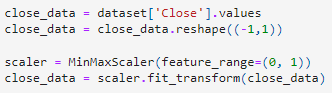 close_data = dataset['Close'].values
close_data = close_data.reshape((-1,1))
scaler = MinMaxScaler(feature_range=(0, 1))
close_data = scaler.fit_transform(close_data)